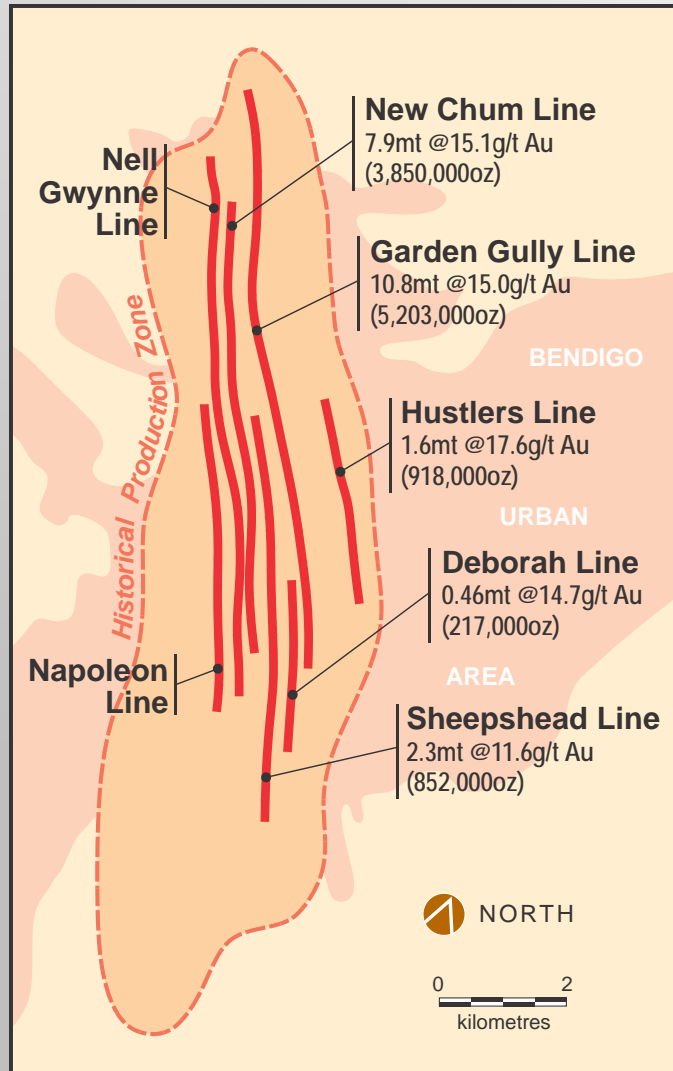 New Chum Line
7.9mt @15.1g/t Au
(3,850,000oz)
Nell
Gwynne
Line
Garden Gully Line
10.8mt @15.0g/t Au
(5,203,000oz)
Historical Production Zone
BENDIGO
Hustlers Line
1.6mt @17.6g/t Au
(918,000oz)
URBAN
Deborah Line
0.46mt @14.7g/t Au
(217,000oz)
Napoleon
Line
AREA
Sheepshead Line
2.3mt @11.6g/t Au
(852,000oz)
NORTH
0 2
kilometres